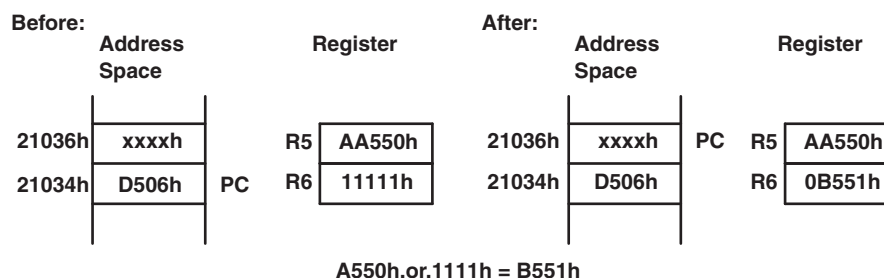 Before:
Address Space
Register
21036h xxxxh R5 AA550h
21034h D506h PC R6 11111h
After:
Address Space
Register
21036h xxxxh PC R5 AA550h
21034h D506h R6 0B551h
A550h.or.1111h = B551h